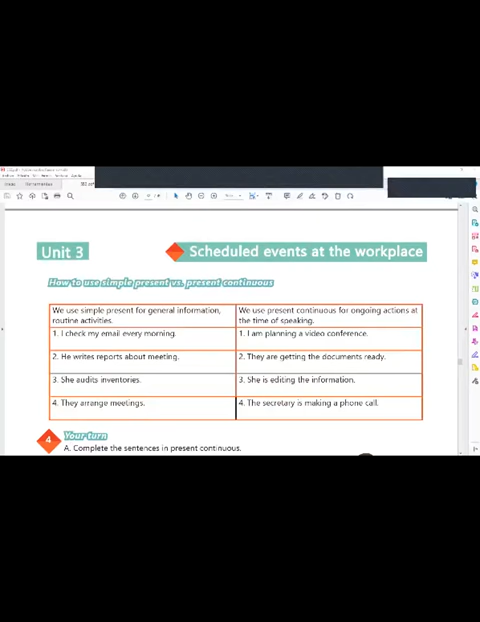 Unit 3
Scheduled events at the workplace
How to use simple present vs. present continuous
We use simple present for general information,
routine activities.
We use present continuous for ongoing actions at
the time of speaking.
1. I check my email every morning.
1. I am planning a video conference.
2. He writes reports about meeting.
2. They are getting the documents ready.
3. She audits inventories.
3. She is editing the information.
4. They arrange meetings.
4. The secretary is making a phone call.
4
Your turn
A. Complete the sentences in present continuous.